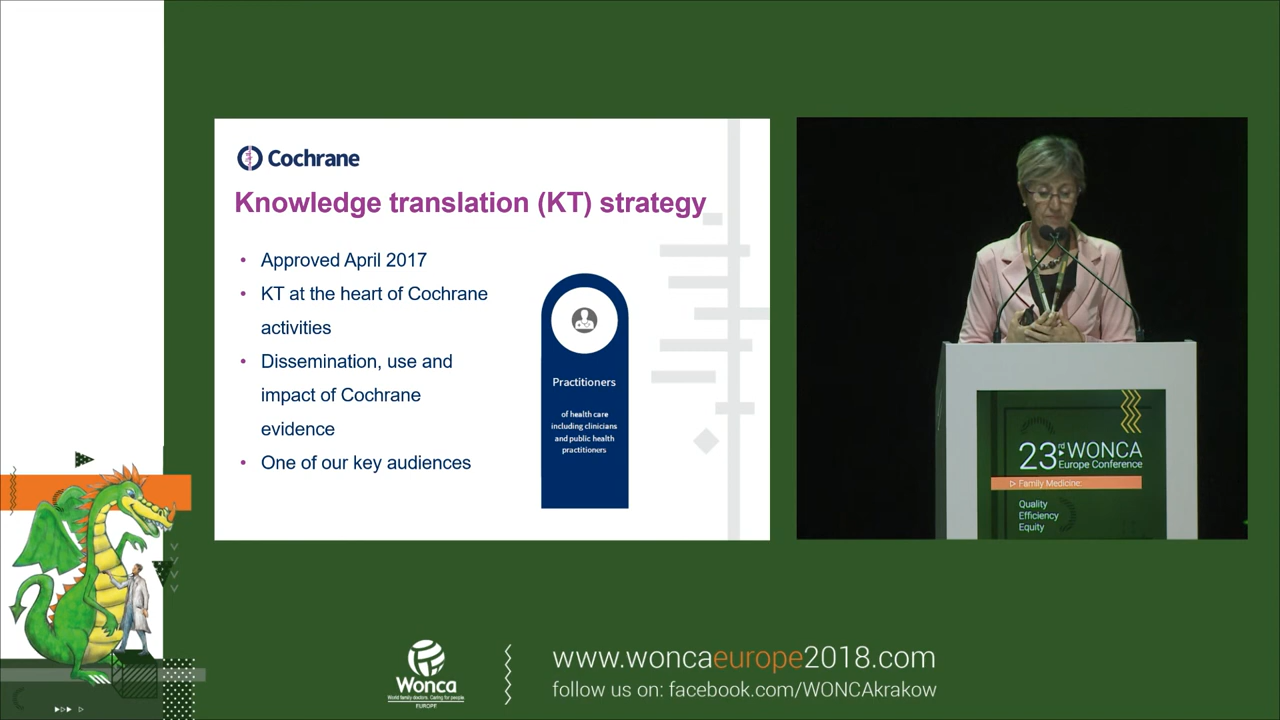 Cochrane
Knowledge translation (KT) strategy
• Approved April 2017
• KT at the heart of Cochrane
activities
• Dissemination, use and
impact of Cochrane
evidence
• One of our key audiences
Practitioners
of health care
including clinicians
and public health
practitioners
23rd WONCA
Europe Conference
Family Medicine:
Quality
Efficiency
Equity
Wonca
World family doctors. Caring for people.
EUROPE
www.woncaeurope2018.com
follow us on: facebook.com/WONCAkrakow